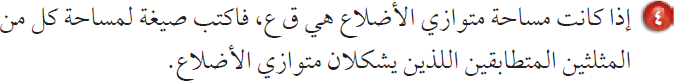 ٤ إذا كانت مساحة متوازي الأضلاع هي ق ع، فاكتب صيغة لمساحة كل من
المثلثين المتطابقين اللذين يشكلان متوازي الأضلاع.